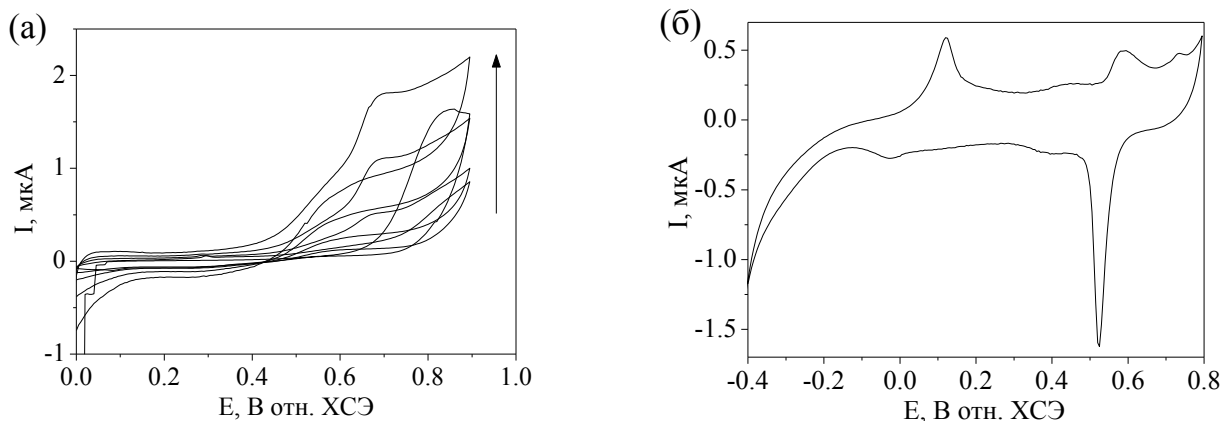 (а)
2
1
0
-1
I, мкА
0.0 0.2 0.4 0.6 0.8 1.0
E, В отн. ХСЭ
(б)
0.5
0.0
-0.5
-1.0
-1.5
I, мкА
-0.4 -0.2 0.0 0.2 0.4 0.6 0.8
E, В отн. ХСЭ